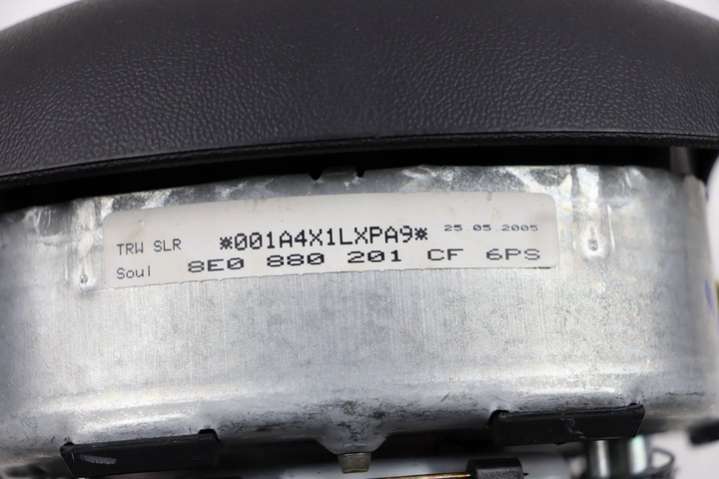 TRW SLR *001A4X1LXPA9* 25.05.2005
Soul 8E0 880 201 CF 6PS